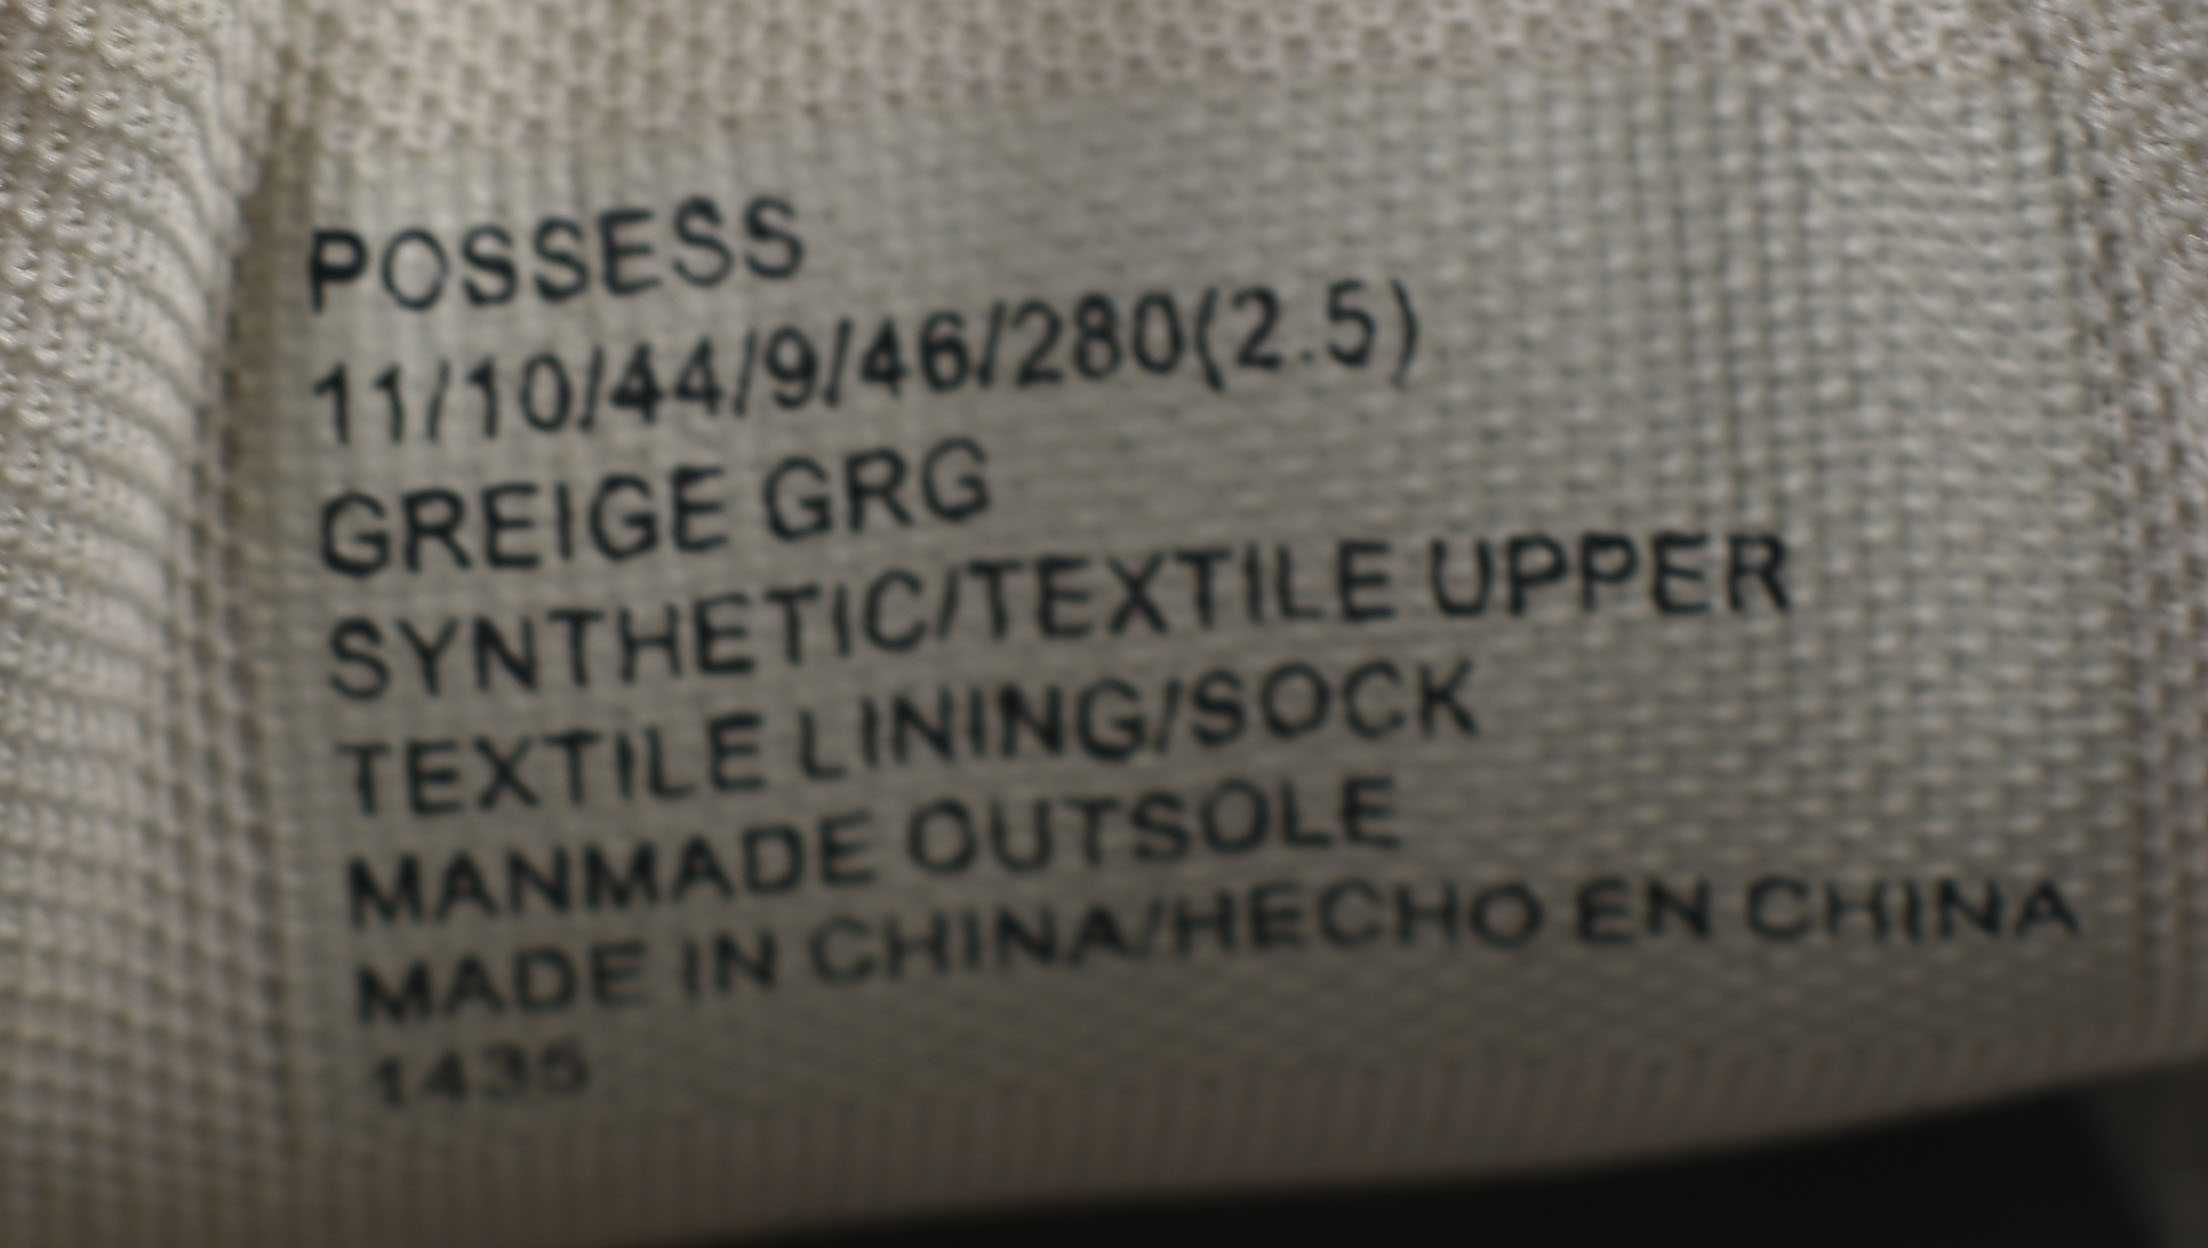 POSSESS
11/10/44/9/46/280(2.5)
GREIGE GRG
SYNTHETIC/TEXTILE UPPER
TEXTILE LINING/SOCK
MANMADE OUTSOLE
MADE IN CHINA/HECHO EN CHINA
1435